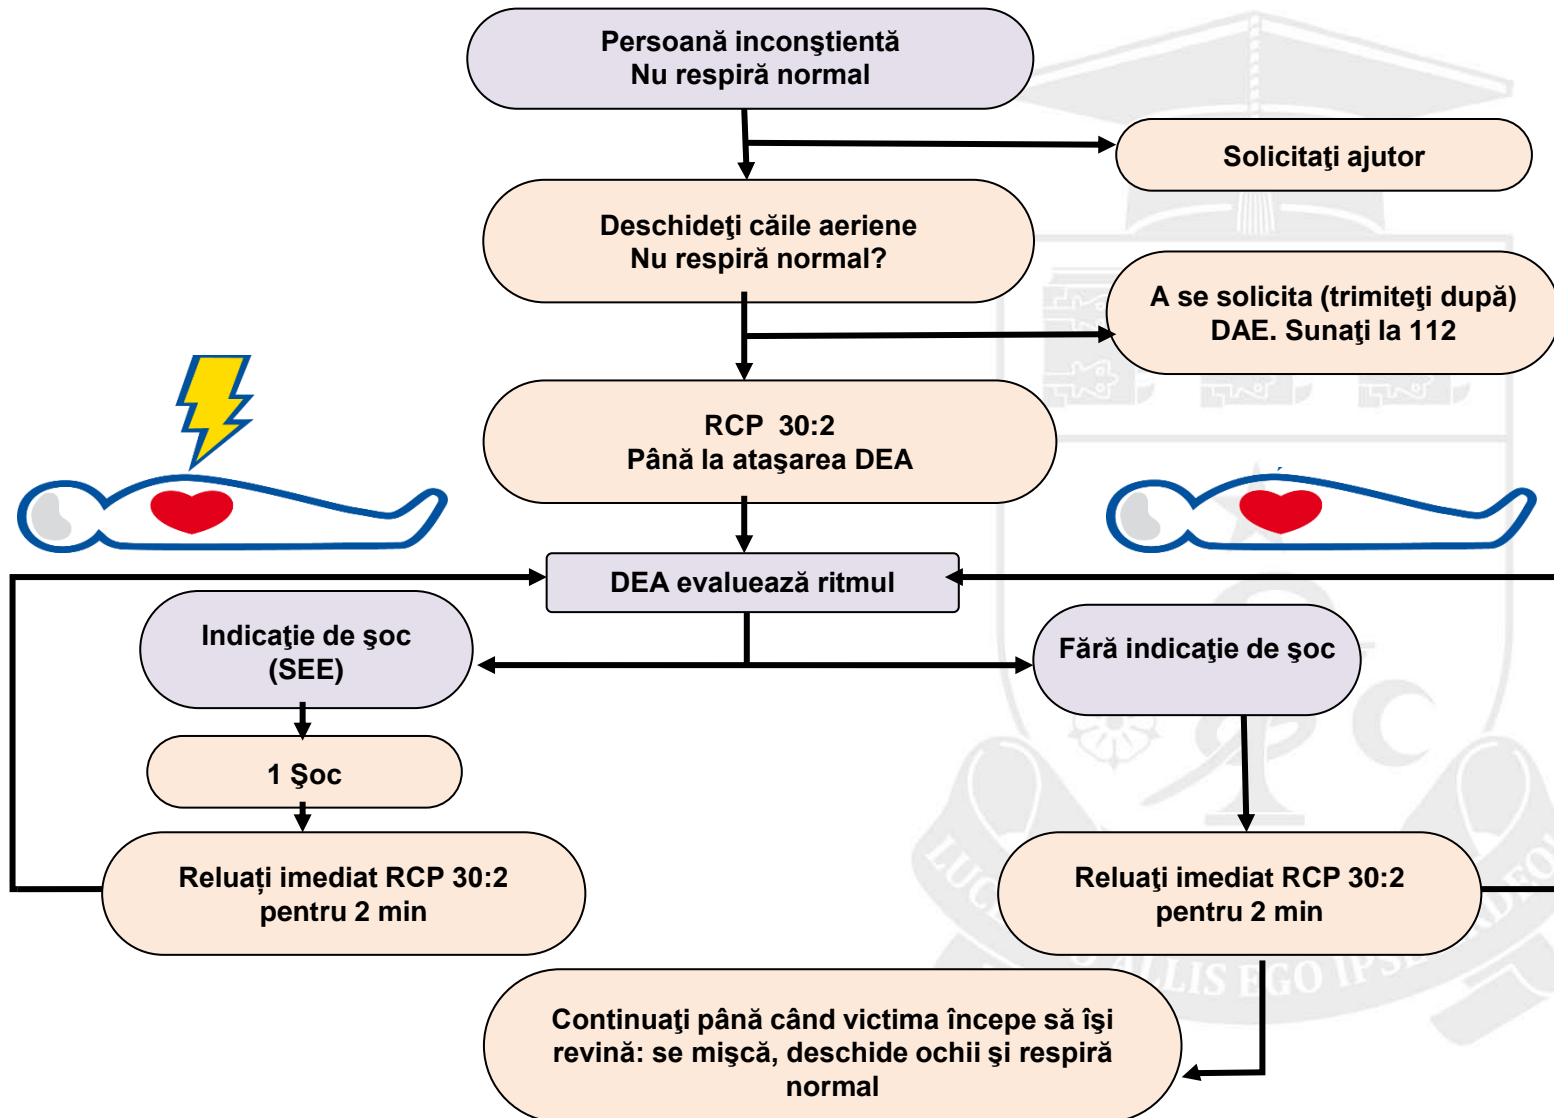 Persoană inconştientă
Nu respiră normal
Solicitaţi ajutor
Deschideţi căile aeriene
Nu respiră normal?
A se solicita (trimiteţi după)
DAE. Sunaţi la 112
RCP 30:2
Până la ataşarea DEA
DEA evaluează ritmul
Indicaţie de şoc
(SEE)
Fără indicaţie de şoc
1 Şoc
Reluați imediat RCP 30:2
pentru 2 min
Reluaţi imediat RCP 30:2
pentru 2 min
Continuaţi până când victima începe să îşi
revină: se mişcă, deschide ochii şi respiră
normal
ALLIS EGO